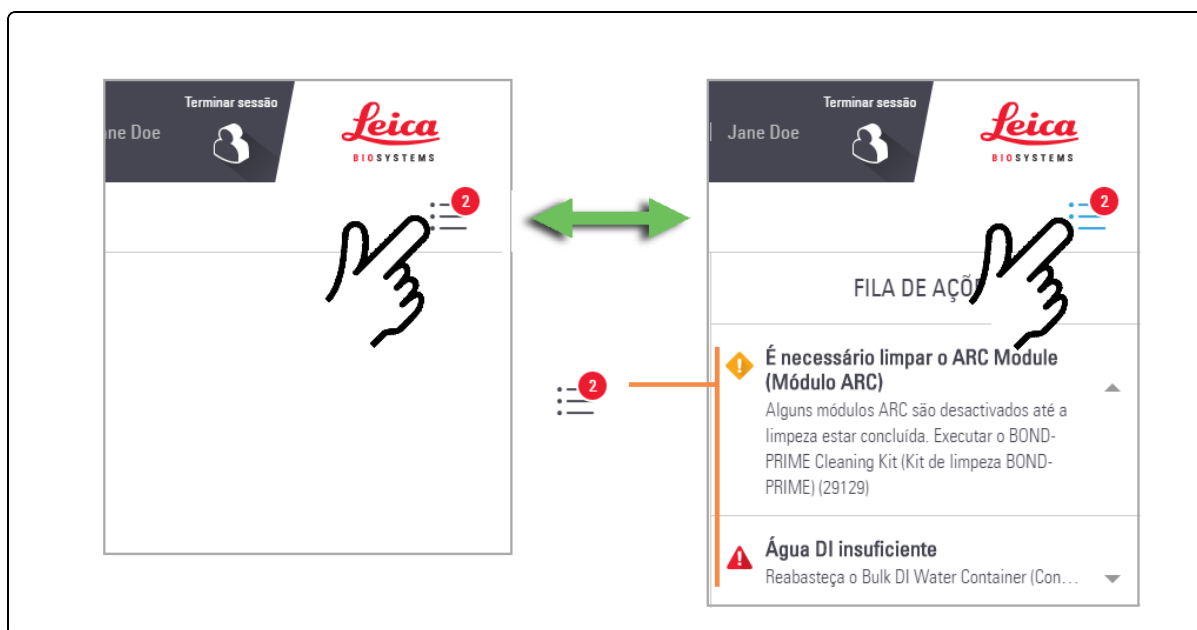 Terminar sessão
ne Doe
Leica
BIOSYSTEMS
2
2
Terminar sessão
Jane Doe
Leica
BIOSYSTEMS
2
FILA DE AÇÕ
É necessário limpar o ARC Module
(Módulo ARC)
Alguns módulos ARC são desactivados até a
limpeza estar concluída. Executar o BOND-
PRIME Cleaning Kit (Kit de limpeza BOND-
PRIME) (29129)
Água DI insuficiente
Reabasteça o Bulk DI Water Container (Con...